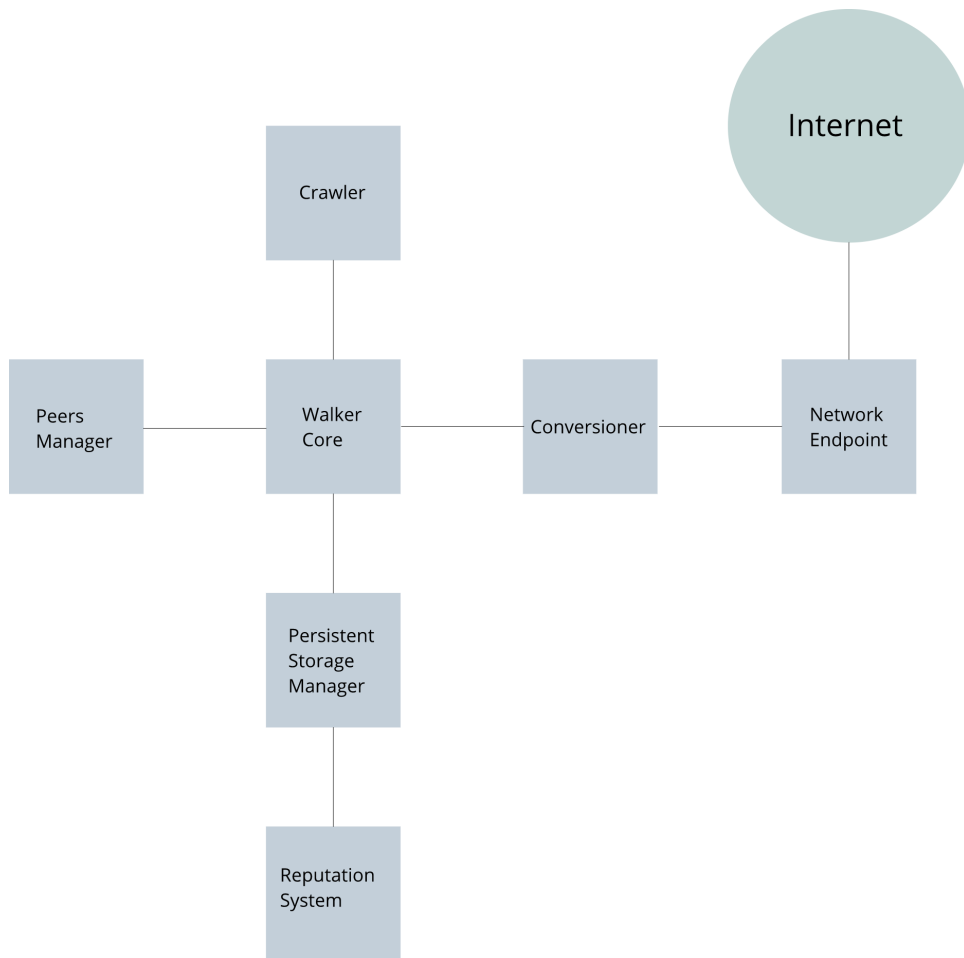 Internet
Crawler
Peers
Manager
Walker
Core
Conversioner
Network
Endpoint
Persistent
Storage
Manager
Reputation
System